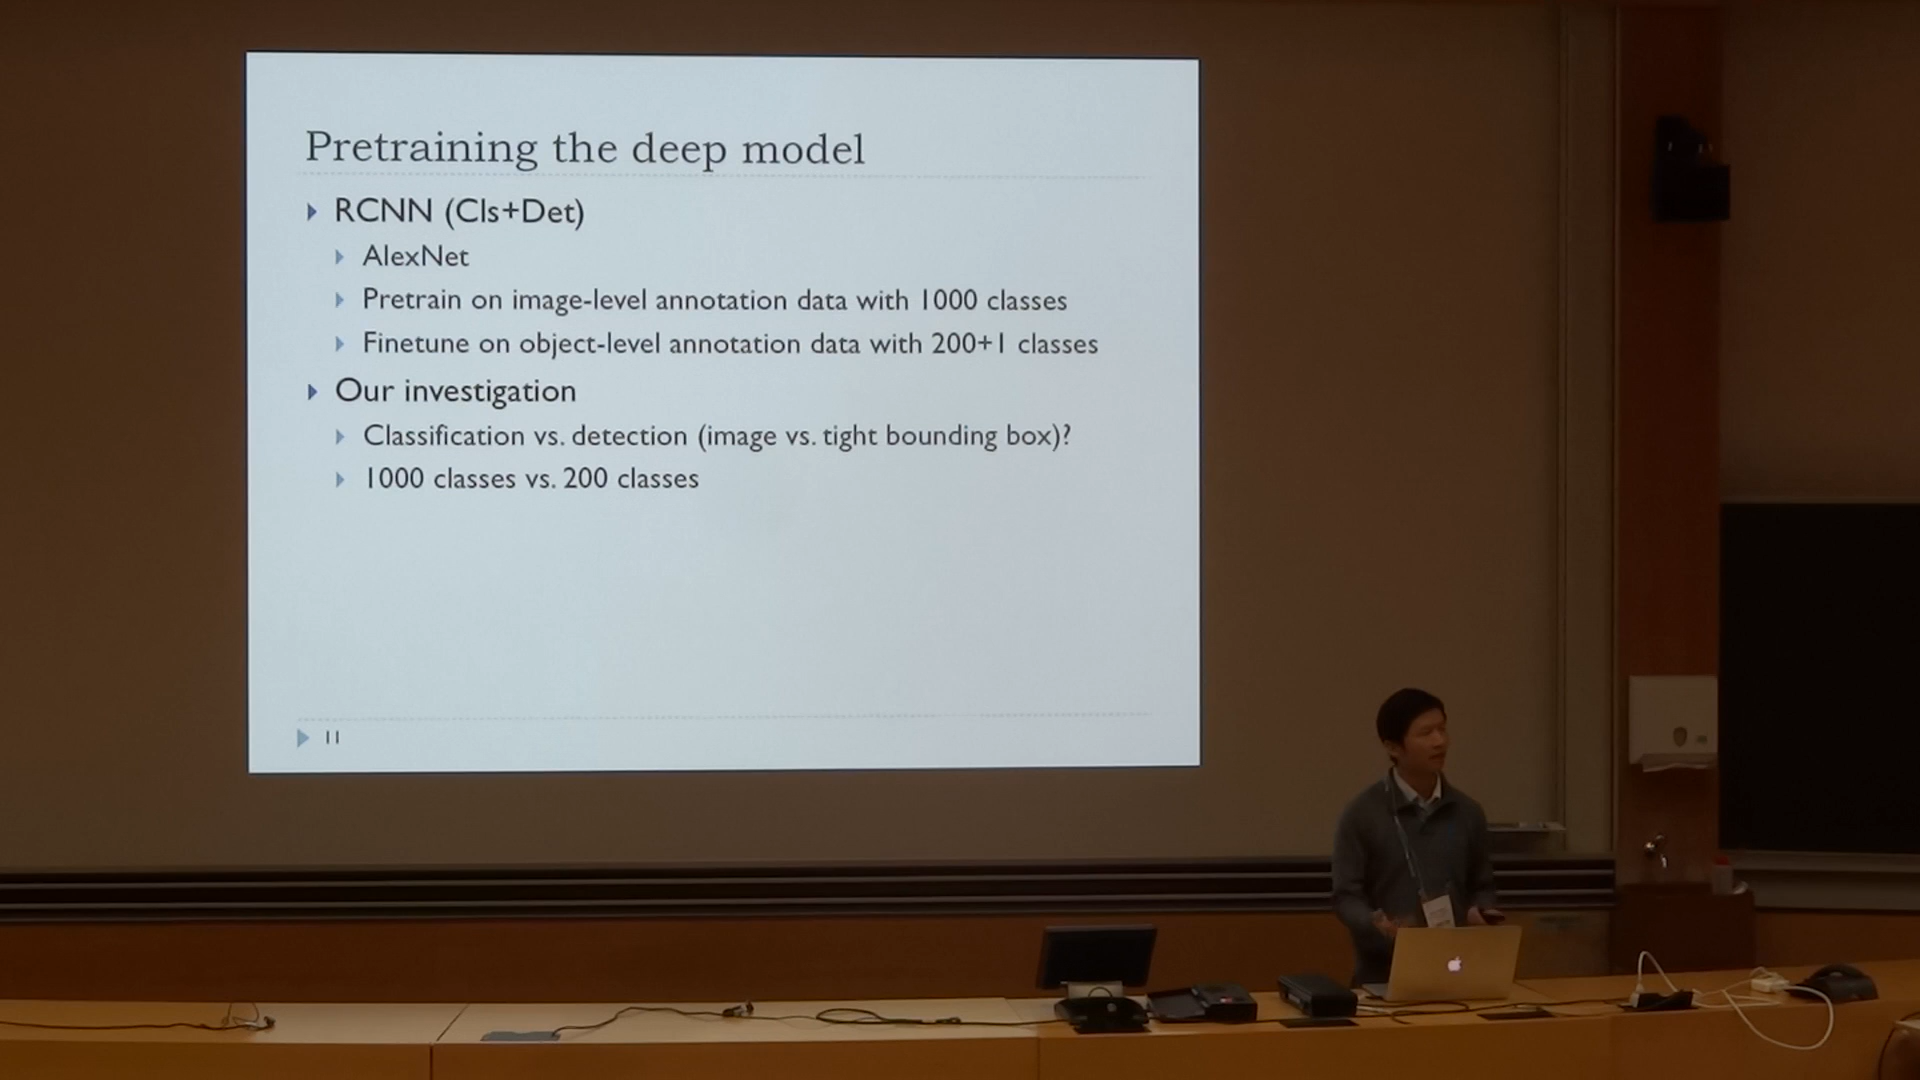 Pretraining the deep model
RCNN (Cls+Det)
AlexNet
Pretrain on image-level annotation data with 1000 classes
Finetune on object-level annotation data with 200+1 classes
Our investigation
Classification vs. detection (image vs. tight bounding box)?
1000 classes vs. 200 classes
11